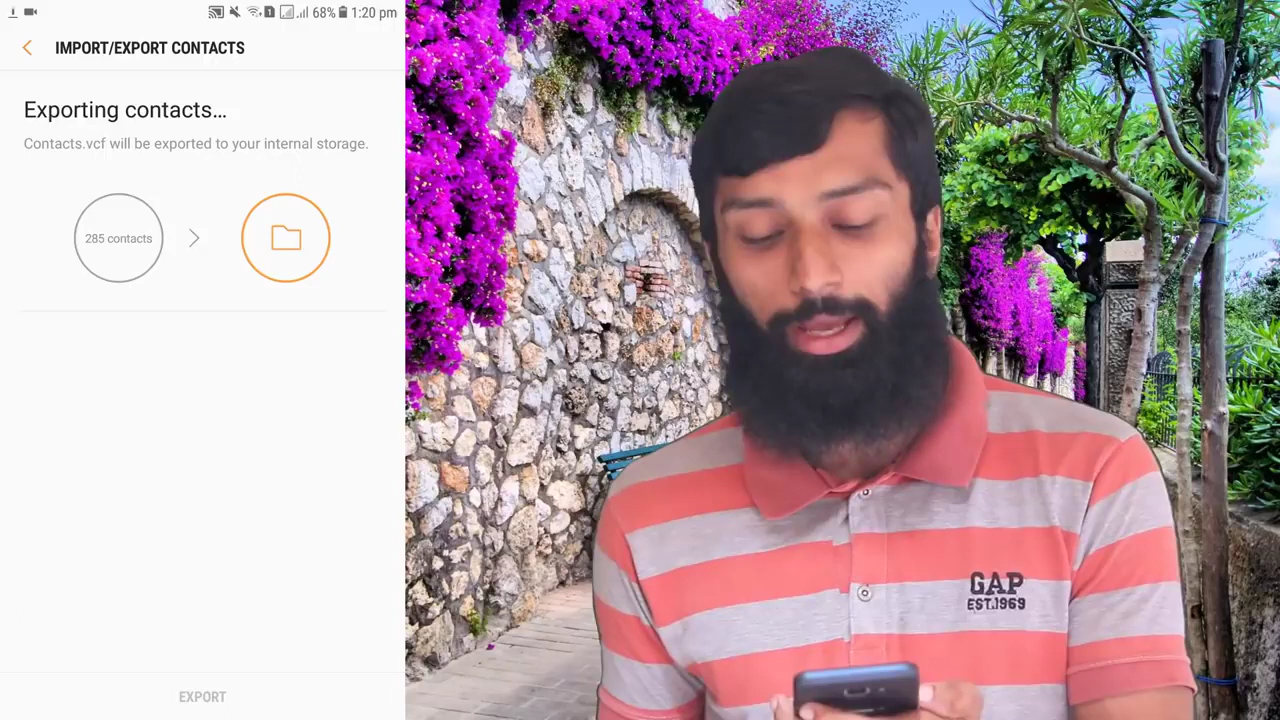 68% 1:20 pm
IMPORT/EXPORT CONTACTS
Exporting contacts...
Contacts.vcf will be exported to your internal storage.
285 contacts
EXPORT
GAP
EST.1969